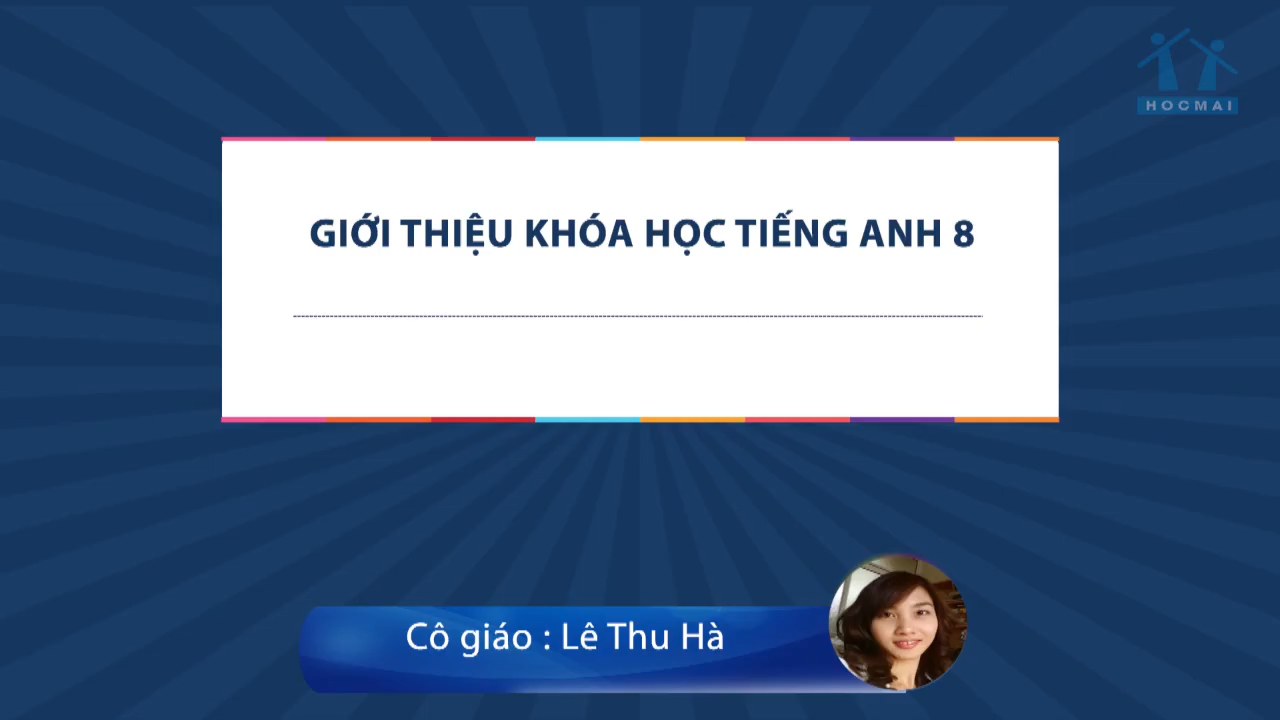 HOCMAI
GIỚI THIỆU KHÓA HỌC TIẾNG ANH 8
Cô giáo : Lê Thu Hà